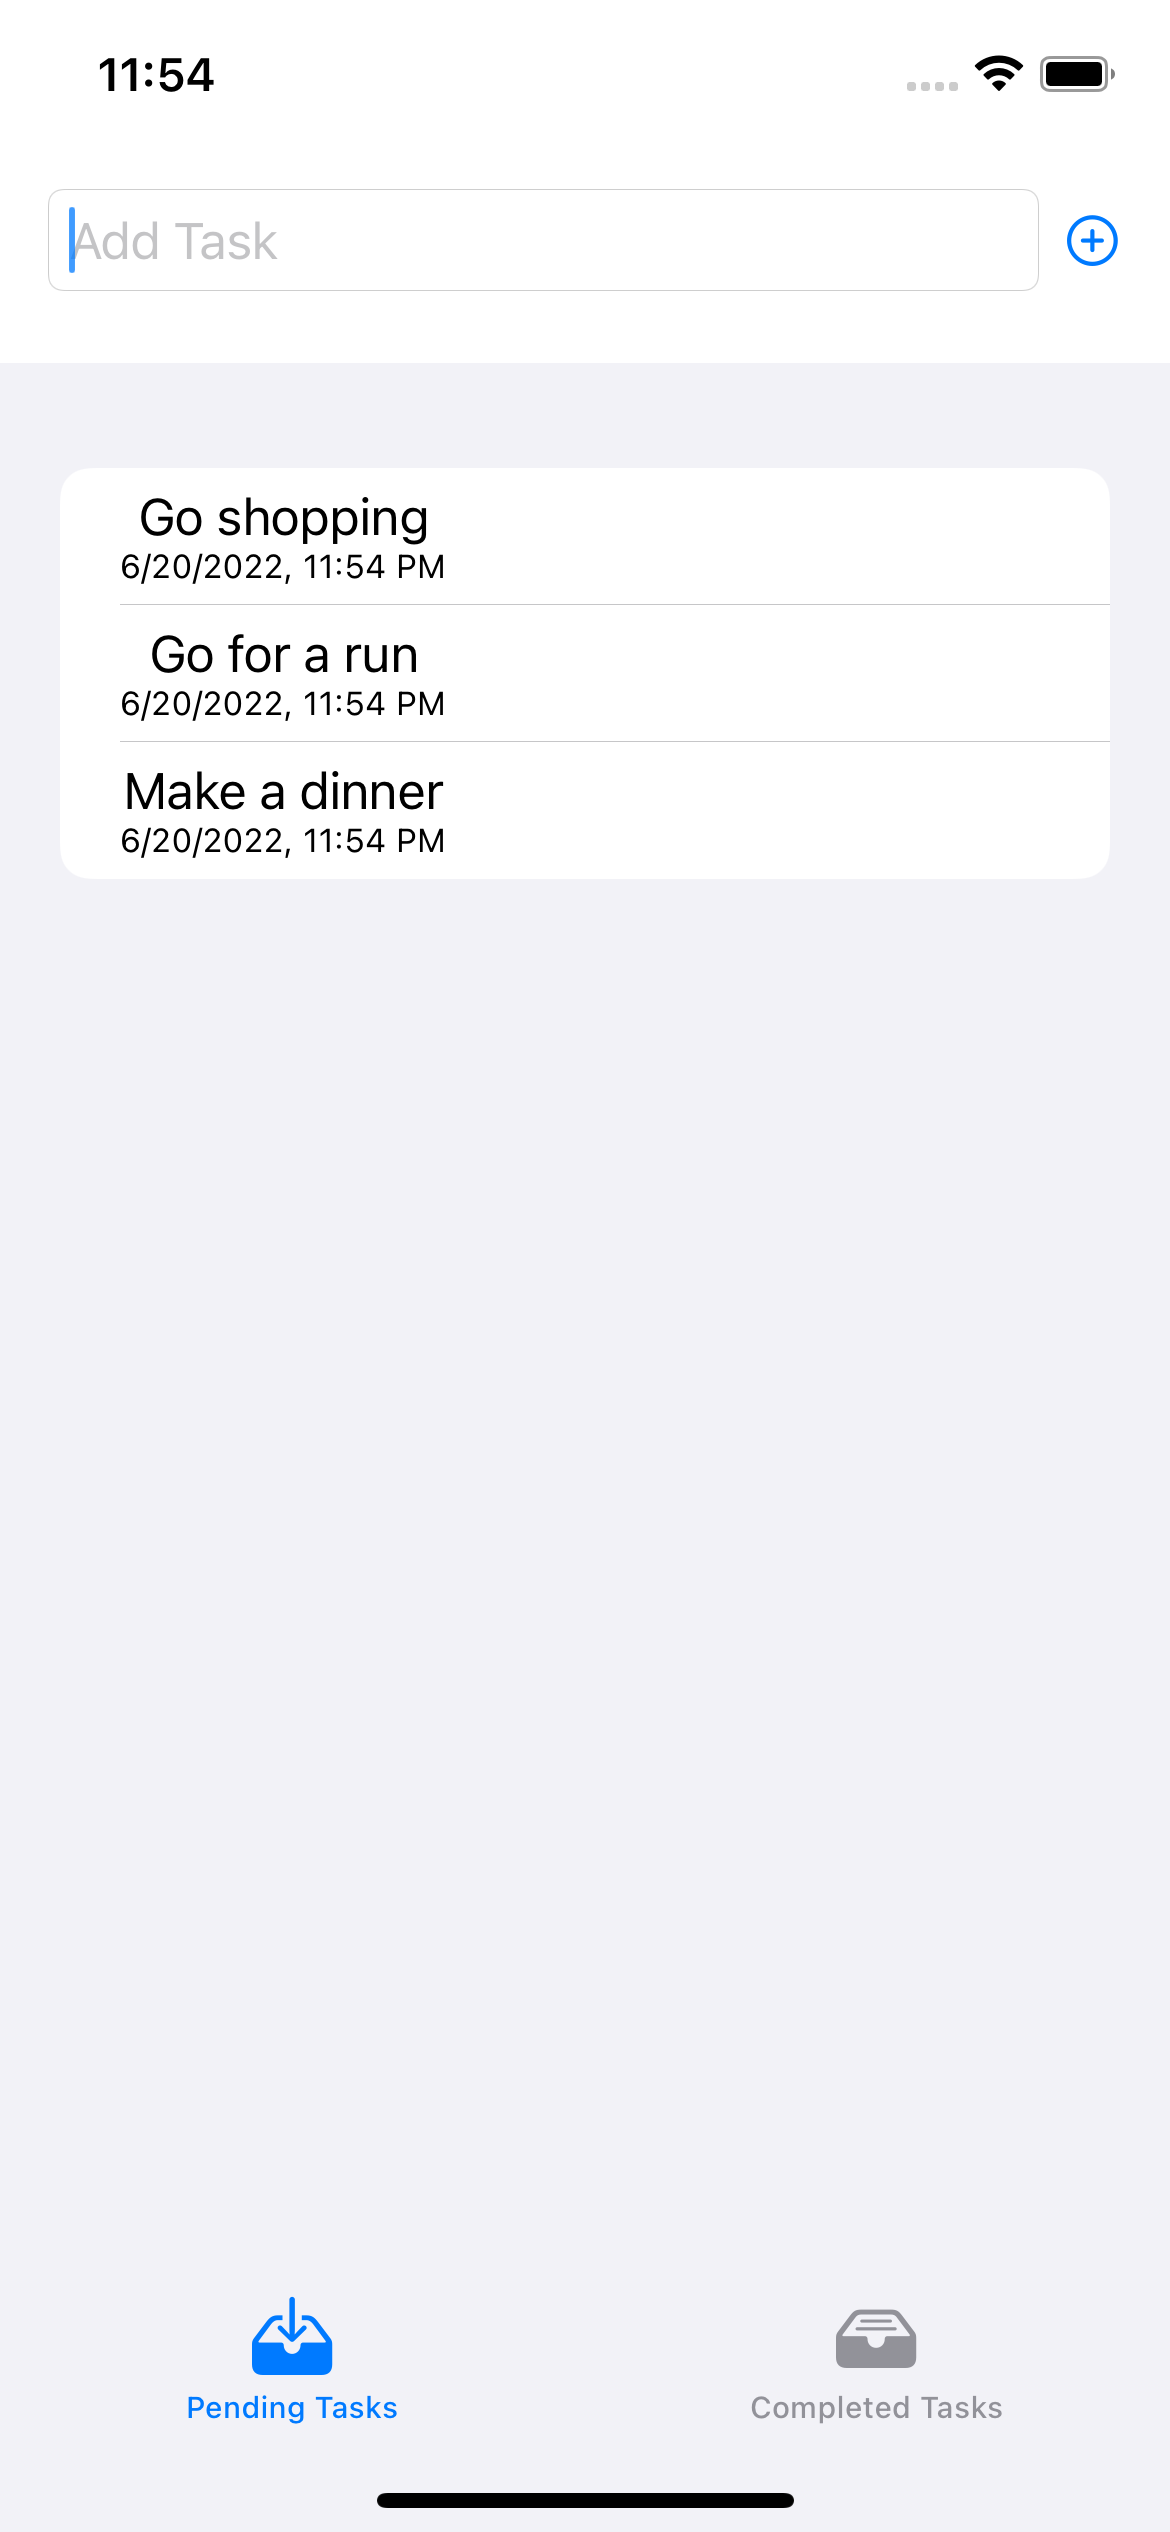 11:54
Add Task
Go shopping
6/20/2022, 11:54 PM
Go for a run
6/20/2022, 11:54 PM
Make a dinner
6/20/2022, 11:54 PM
Pending Tasks
Completed Tasks